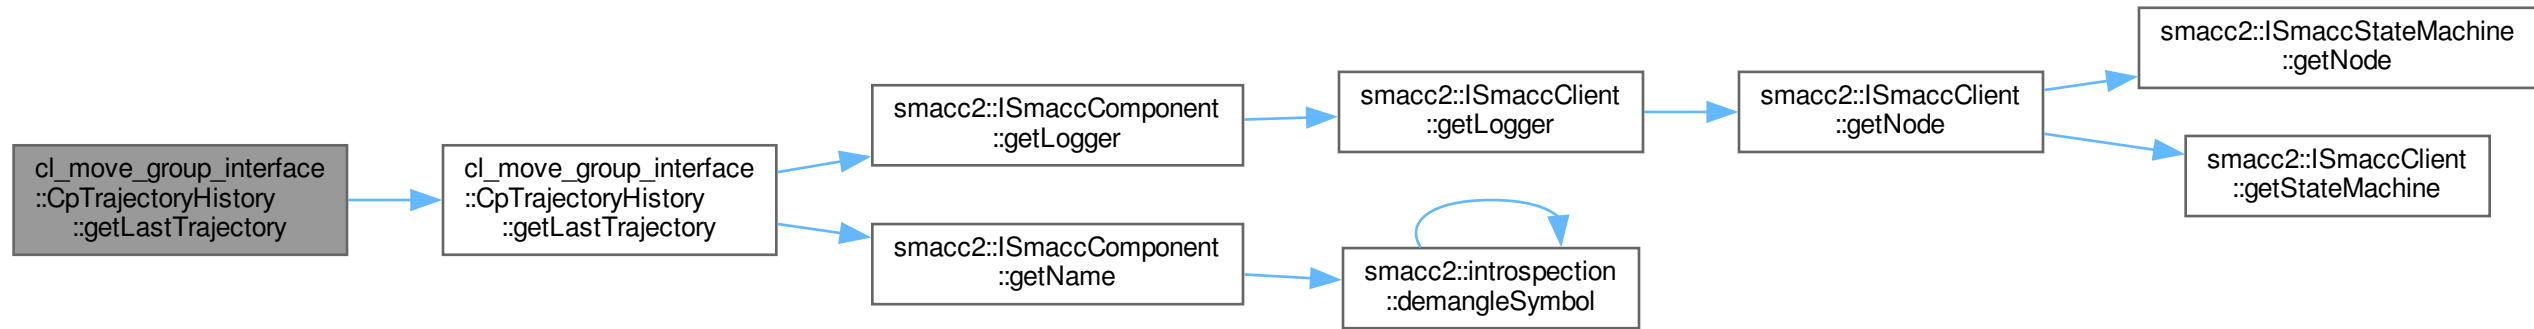 cl_move_group_interface
::CpTrajectoryHistory
::getLastTrajectory
cl_move_group_interface
::CpTrajectoryHistory
::getLastTrajectory
smacc2::ISmaccComponent
::getLogger
smacc2::ISmaccClient
::getLogger
smacc2::ISmaccClient
::getNode
smacc2::ISmaccStateMachine
::getNode
smacc2::ISmaccClient
::getStateMachine
smacc2::ISmaccComponent
::getName
smacc2::introspection
::demangleSymbol